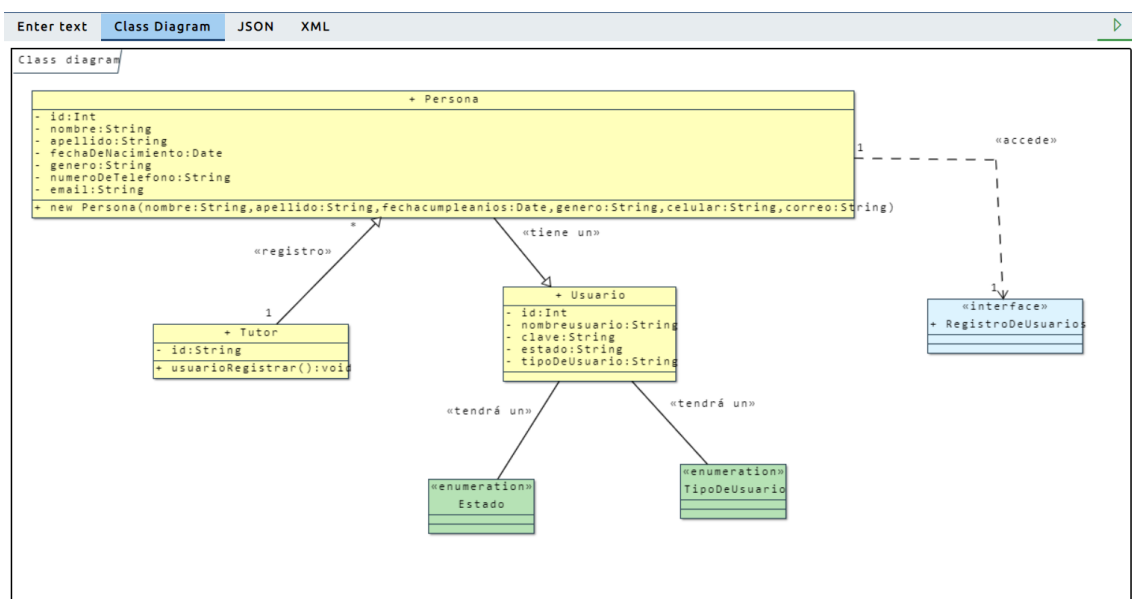 Enter text Class Diagram JSON XML
Class diagram
+ Persona
- id:Int
- nombre:String
- apellido:String
- fechaDeNacimiento:Date
- genero:String
- numeroDeTelefono:String
- email:String
+ new Persona(nombre:String,apellido:String,fechacumpleanios:Date,genero:String,celular:String,correo:String)
1
«accede»
*
«registro»
«tiene un»
1
1
«interface»
+ RegistroDeUsuarios
+ Tutor
- id:String
+ usuarioRegistrar():void
+ Usuario
- id:Int
- nombreusuario:String
- clave:String
- estado:String
- tipoDeUsuario:String
«tendrá un»
«tendrá un»
«enumeration»
Estado
«enumeration»
TipoDeUsuario